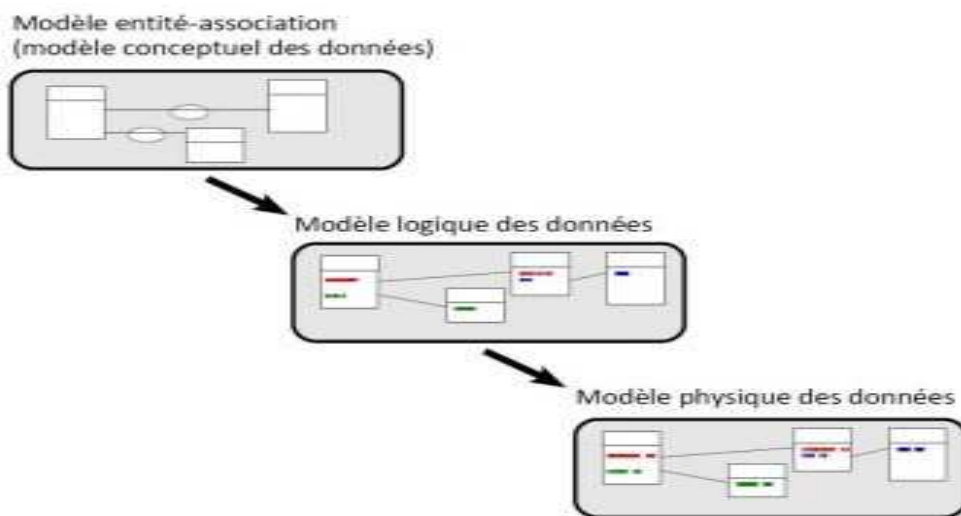 Modèle entité-association
(modèle conceptuel des données)
Modèle logique des données
Modèle physique des données